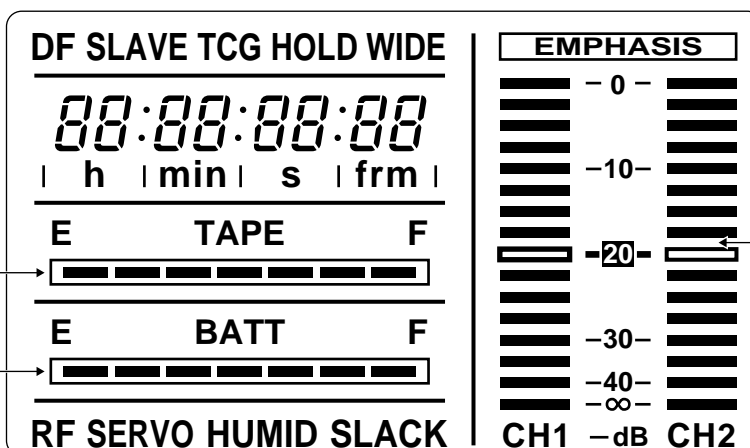 DF SLAVE TCG HOLD WIDE
88:88:88:88
h min s frm
E TAPE F
E BATT F
RF SERVO HUMID SLACK
EMPHASIS
0
-10-
-20-
-30-
-40-
-∞-
CH1 -dB CH2